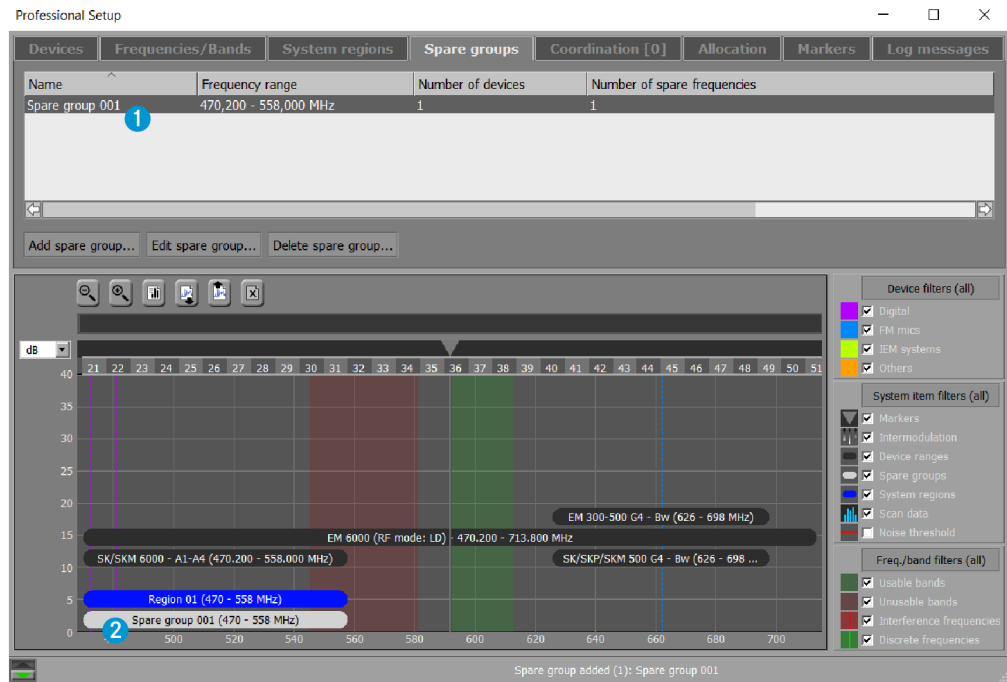 Professional Setup
Devices Frequencies/Bands System regions Spare groups Coordination [0] Allocation Markers Log messages
Name Frequency range Number of devices Number of spare frequencies
Spare group 001 470,200 - 558,000 MHz 1 1
1
Add spare group... Edit spare group... Delete spare group...
Device filters (all)
Digital
FM mics
IEM systems
Others
System item filters (all)
Markers
Intermodulation
Device ranges
Spare groups
System regions
Scan data
Noise threshold
Freq./band filters (all)
Usable bands
Unusable bands
Interference frequencies
Discrete frequencies
dB
21 22 23 24 25 26 27 28 29 30 31 32 33 34 35 36 37 38 39 40 41 42 43 44 45 46 47 48 49 50 51
40
35
30
25
20
EM 300-500 G4 - Bw (626 - 698 MHz)
15
EM 6000 (RF mode: LD) - 470.200 - 713.800 MHz
10
SK/SKM 6000 - A1-A4 (470.200 - 558.000 MHz) SK/SKP/SKM 500 G4 - Bw (626 - 698 ...
5
Region 01 (470 - 558 MHz)
Spare group 001 (470 - 558 MHz)
2
0
500 520 540 560 580 600 620 640 660 680 700
Spare group added (1): Spare group 001